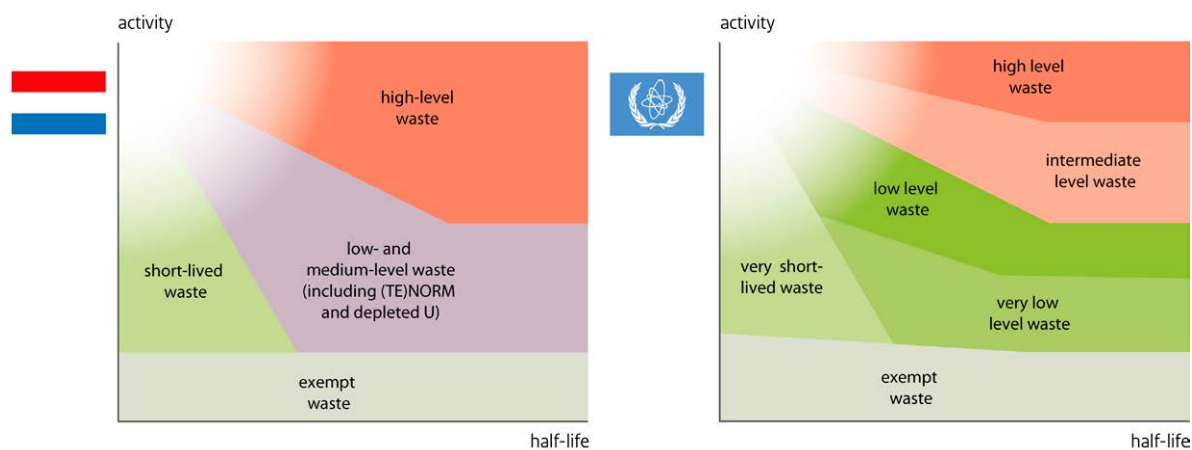 activity
high-level
waste
low- and
medium-level waste
(including (TE)NORM
and depleted U)
short-lived
waste
exempt
waste
half-life
activity
high level
waste
intermediate
level waste
low level
waste
very short-
lived waste
very low
level waste
exempt
waste
half-life